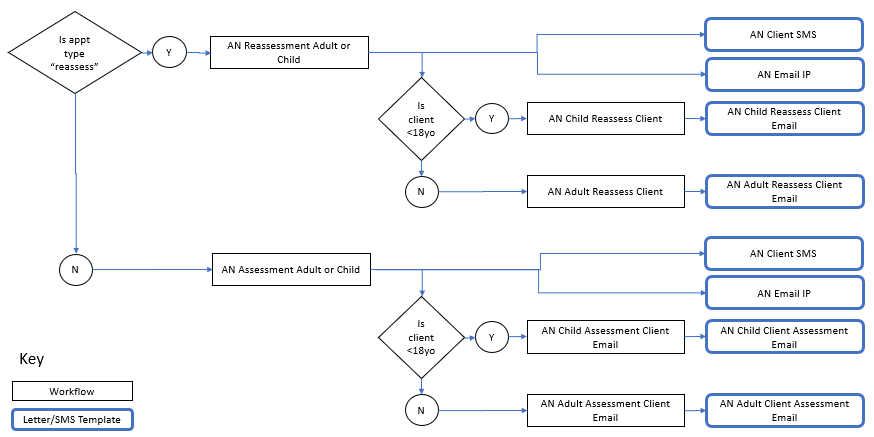 Is appt
type
“reassess”
Y
AN Reassessment Adult or
Child
AN Client SMS
AN Email IP
Is
client
<18yo
Y
AN Child Reassess Client
AN Child Reassess Client
Email
N
AN Adult Reassess Client
AN Adult Reassess Client
Email
N
AN Assessment Adult or Child
AN Client SMS
AN Email IP
Is
client
<18yo
Y
AN Child Assessment Client
Email
AN Child Client Assessment
Email
N
AN Adult Assessment Client
Email
AN Adult Client Assessment
Email
Key
Workflow
Letter/SMS Template